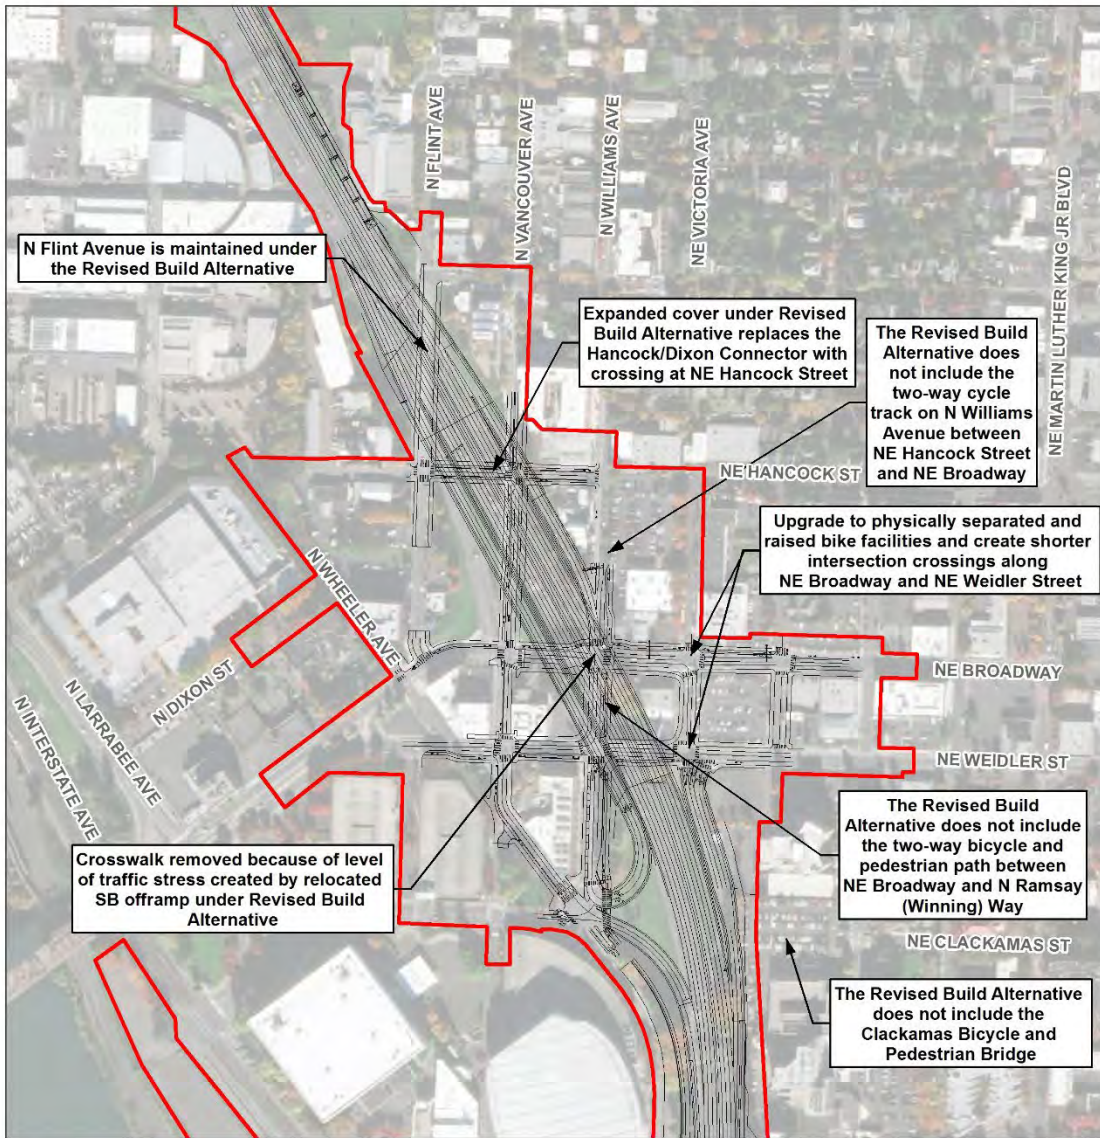 N FLINT AVE
N VANCOUVER AVE
N WILLIAMS AVE
NE VICTORIA AVE
NE MARTIN LUTHER KING JR BLVD
N Flint Avenue is maintained under
the Revised Build Alternative
Expanded cover under Revised
Build Alternative replaces the
Hancock/Dixon Connector with
crossing at NE Hancock Street
The Revised Build
Alternative does
not include the
two-way cycle
track on N Williams
Avenue between
NE Hancock Street
and NE Broadway
NE HANCOCK ST
Upgrade to physically separated and
raised bike facilities and create shorter
intersection crossings along
NE Broadway and NE Weidler Street
N WHEELER AVE
N DIXON ST
N LARRABEE AVE
N INTERSTATE AVE
NE BROADWAY
NE WEIDLER ST
The Revised Build
Alternative does not include
the two-way bicycle and
pedestrian path between
NE Broadway and N Ramsay
(Winning) Way
Crosswalk removed because of level
of traffic stress created by relocated
SB offramp under Revised Build
Alternative
NE CLACKAMAS ST
The Revised Build Alternative
does not include the
Clackamas Bicycle and
Pedestrian Bridge